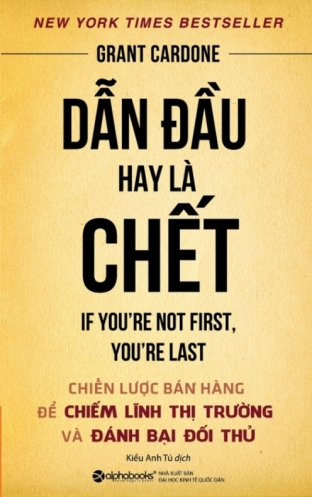 NEW YORK TIMES BESTSELLER
GRANT CARDONE
DẪN ĐẦU
HAY LÀ
CHẾT
IF YOU'RE NOT FIRST,
YOU'RE LAST
CHIẾN LƯỢC BÁN HÀNG
ĐỂ CHIẾM LĨNH THỊ TRƯỜNG
VÀ ĐÁNH BẠI ĐỐI THỦ
Kiều Anh Tú dịch
alphabooks®
NHÀ XUẤT BẢN
ĐẠI HỌC KINH TẾ QUỐC DÂN